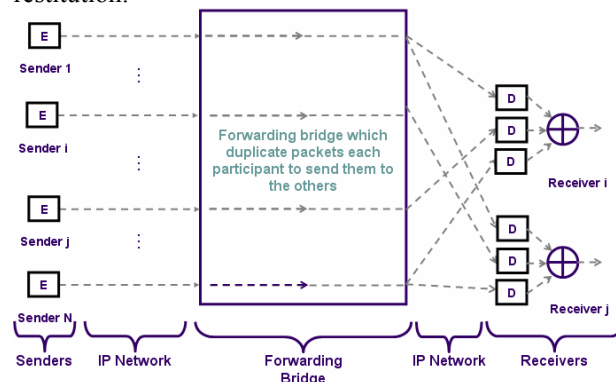 restitution.
E
Sender 1
E
Sender i
E
Sender j
E
Sender N
Forwarding bridge which
duplicate packets each
participant to send them to
the others
D
D
D
Receiver i
D
D
D
Receiver j
Senders
IP Network
Forwarding
Bridge
IP Network
Receivers